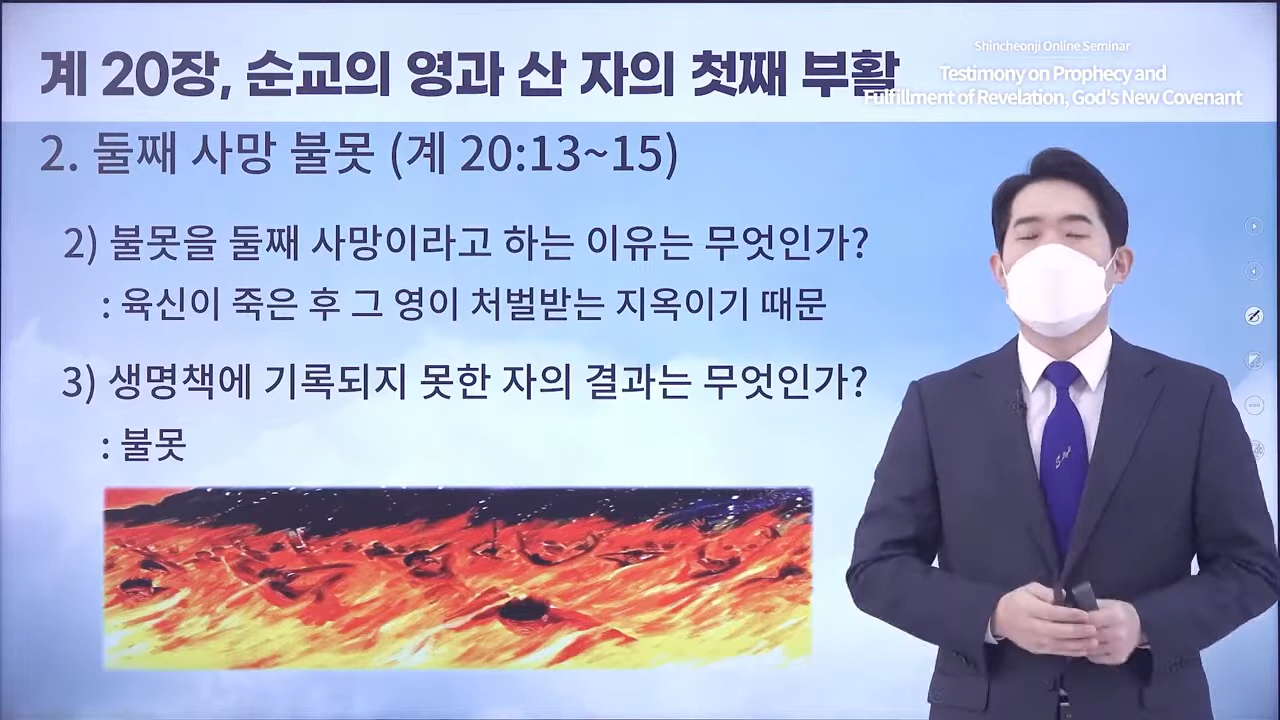 계 20장, 순교의 영과 산 자의 첫째 부활
Shincheonji Online Seminar
Testimony on Prophecy and
Fulfillment of Revelation, God's New Covenant
2. 둘째 사망 불못 (계 20:13~15)
2) 불못을 둘째 사망이라고 하는 이유는 무엇인가?
: 육신이 죽은 후 그 영이 처벌받는 지옥이기 때문
3) 생명책에 기록되지 못한 자의 결과는 무엇인가?
: 불못